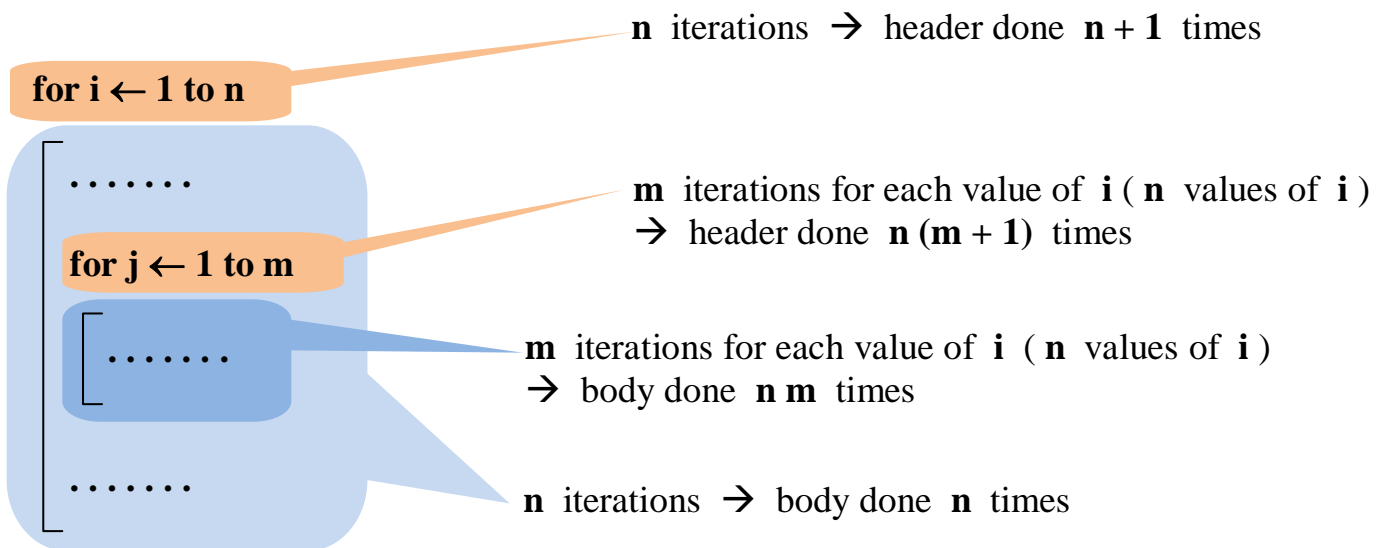 n iterations → header done n + 1 times
for i ← 1 to n
. . . . . . .
m iterations for each value of i ( n values of i )
→ header done n (m + 1) times
for j ← 1 to m
. . . . . . .
m iterations for each value of i ( n values of i )
→ body done n m times
. . . . . . .
n iterations → body done n times